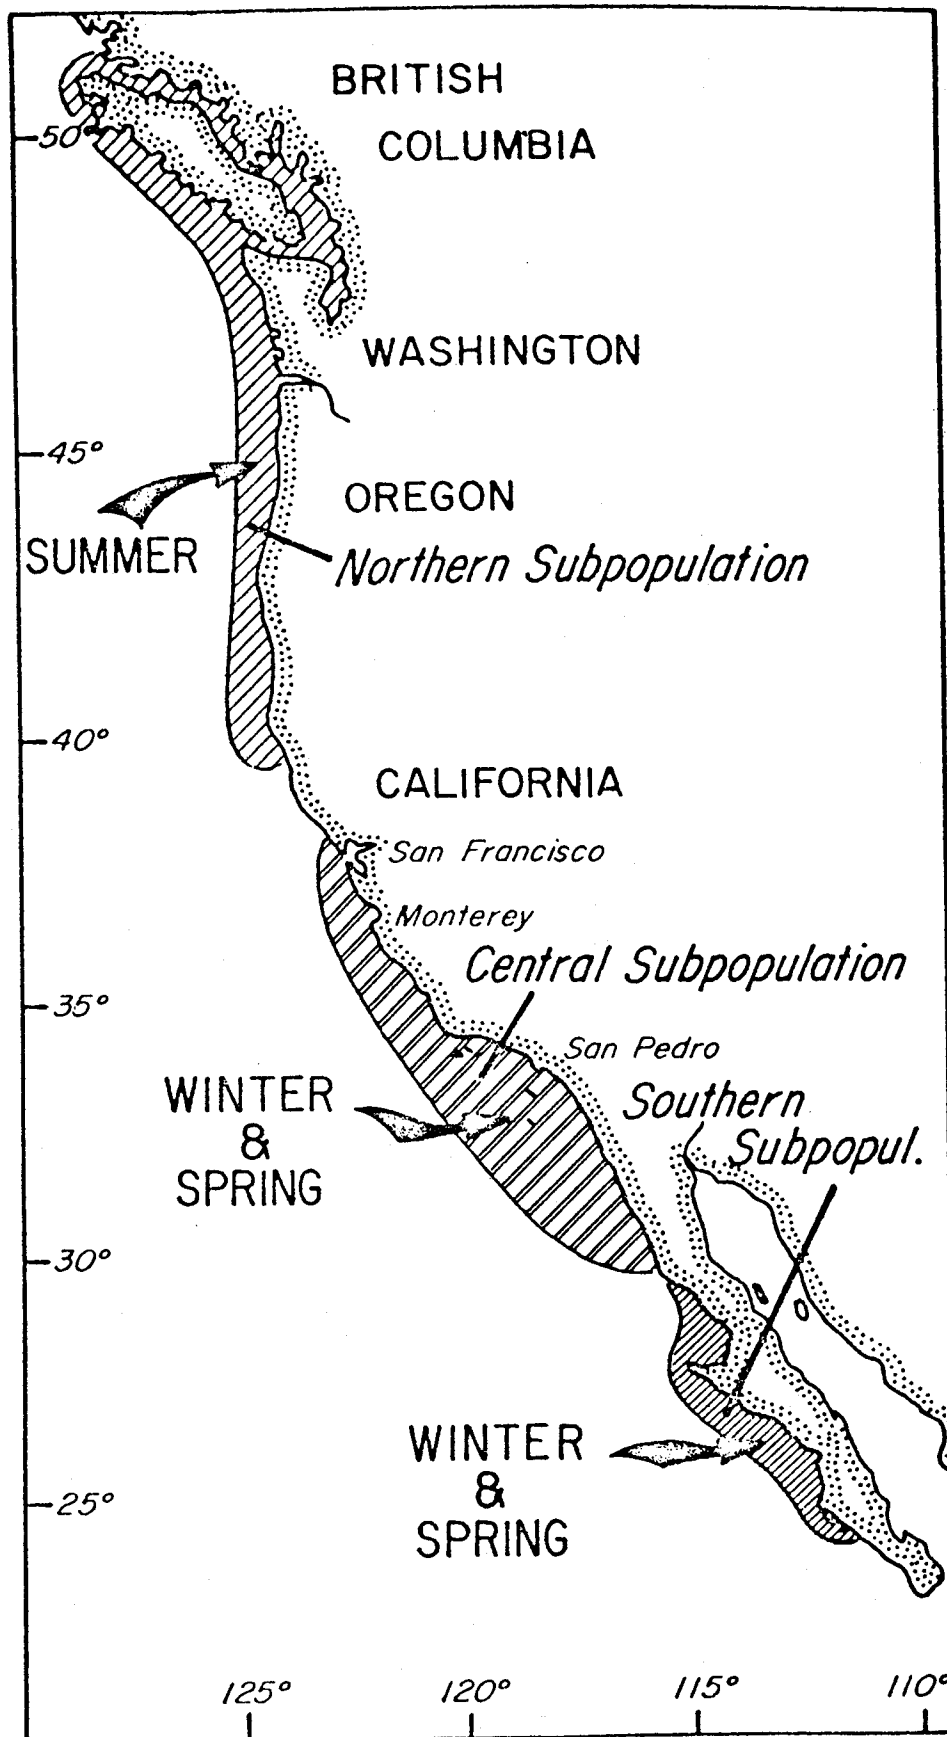 BRITISH
COLUMBIA
50°
WASHINGTON
45°
OREGON
SUMMER
Northern Subpopulation
40°
CALIFORNIA
San Francisco
Monterey
Central Subpopulation
35°
San Pedro
WINTER
&
SPRING
Southern
Subpopul.
30°
WINTER
&
SPRING
25°
125°
120°
115°
110°